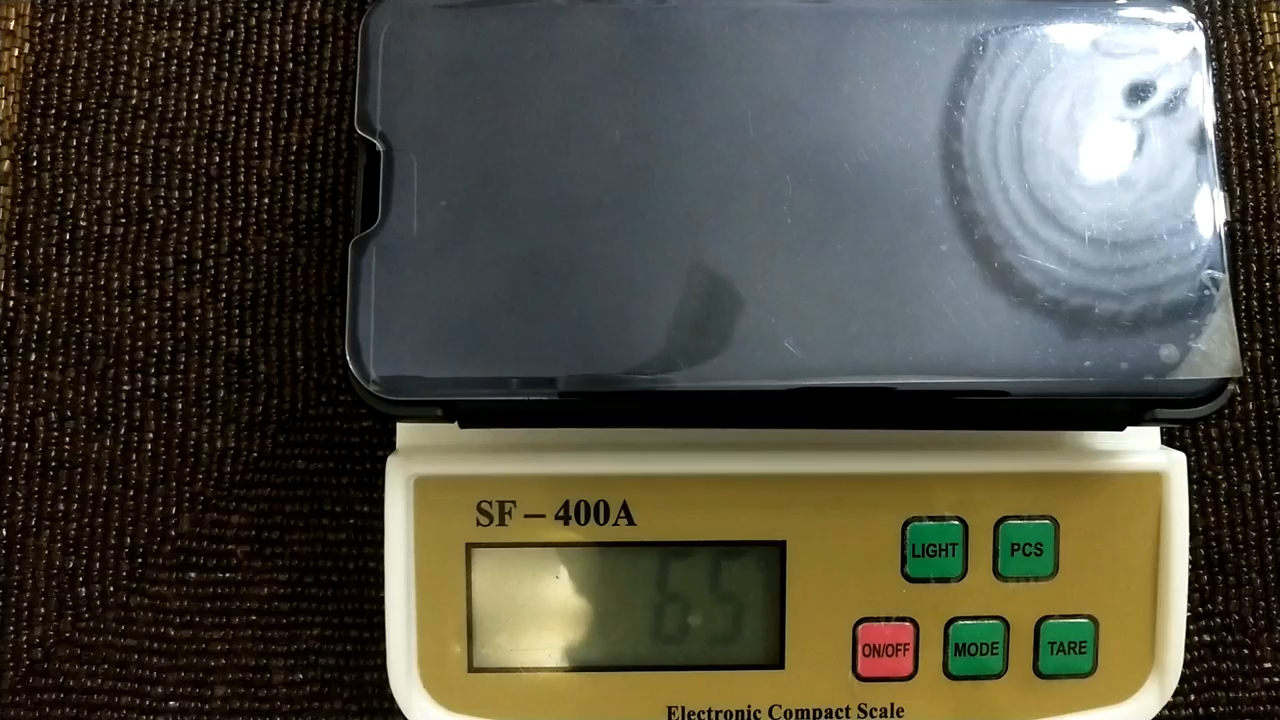 SF – 400A
65
LIGHT
PCS
ON/OFF
MODE
TARE
Electronic Compact Scale